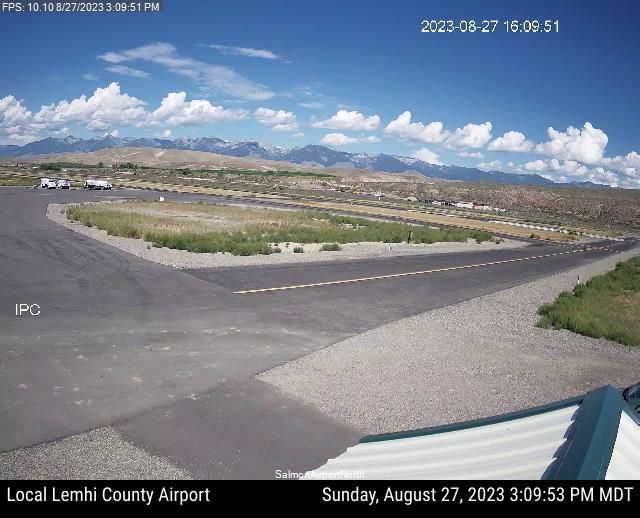 FPS: 10.10 8/27/2023 3:09:51 PM
2023-08-27 16:09:51
IPC
SalmonAirportNorth
Local Lemhi County Airport
Sunday, August 27, 2023 3:09:53 PM MDT